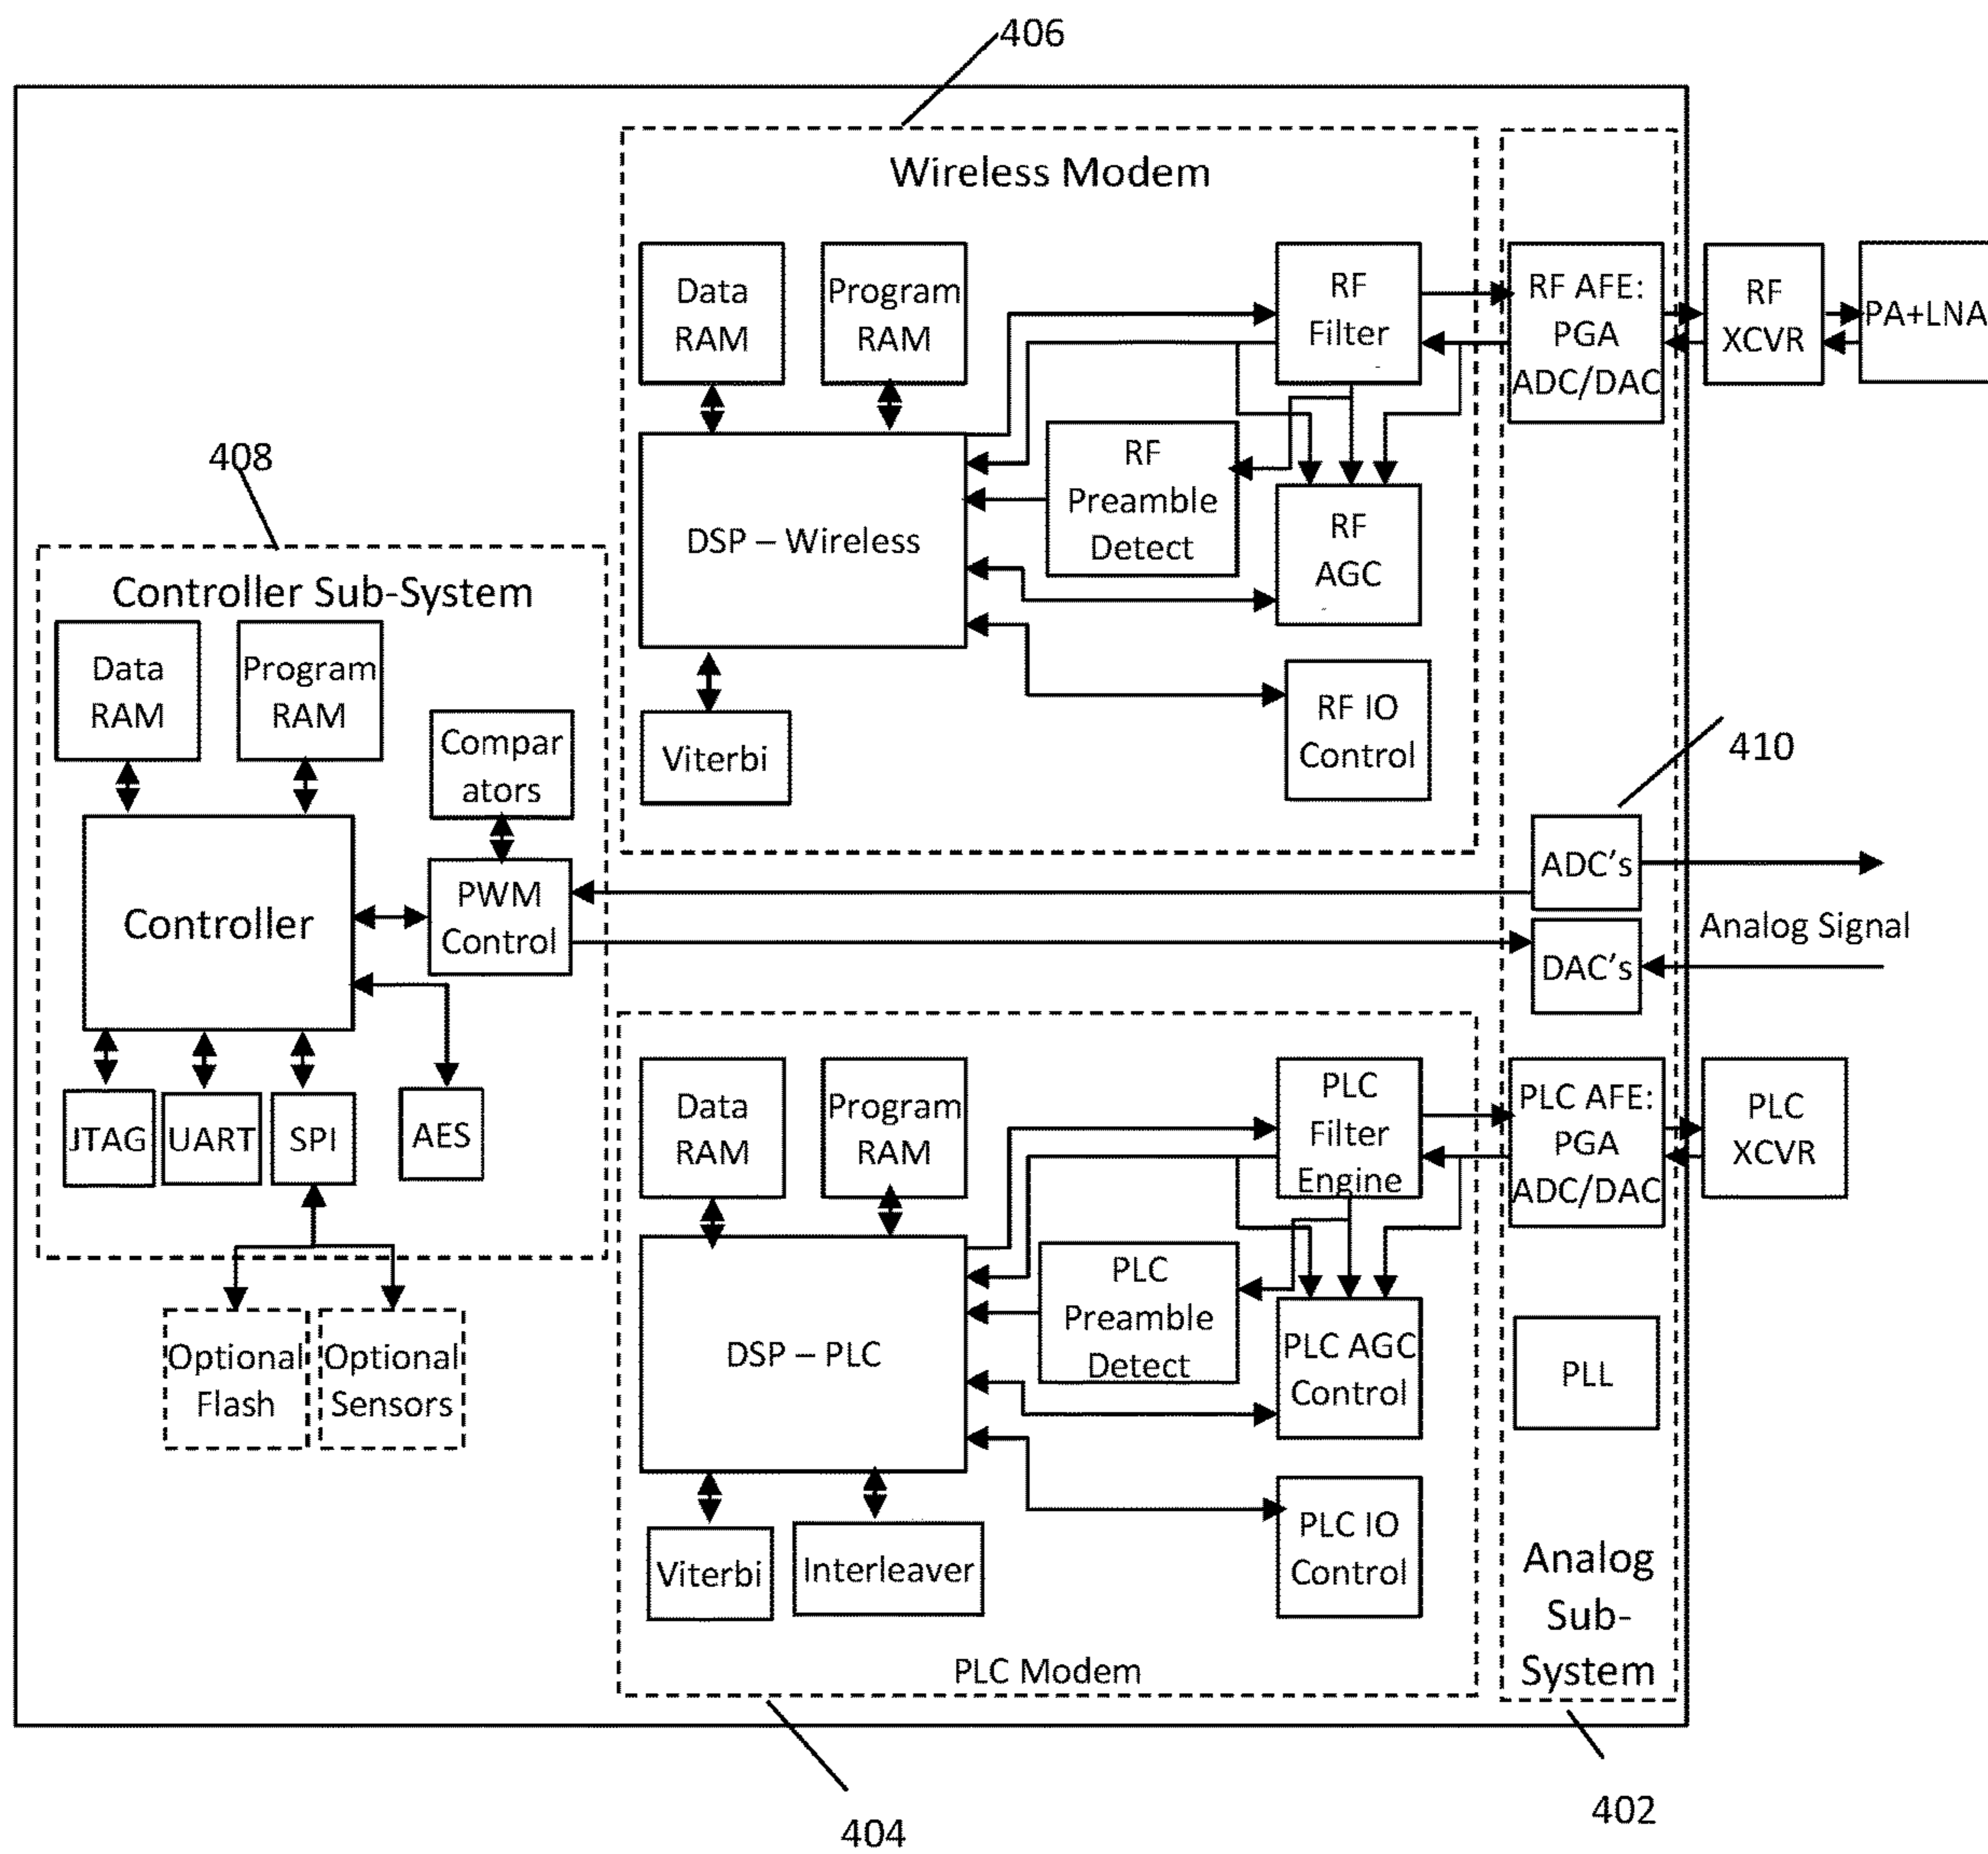 406
Wireless Modem
Data
RAM
Program
RAM
RF
Filter
RF AFE:
PGA
ADC/DAC
RF
XCVR
PA+LNA
DSP – Wireless
RF
Preamble
Detect
RF
AGC
RF IO
Control
Viterbi
408
Controller Sub-System
Data
RAM
Program
RAM
Compar
ators
Controller
PWM
Control
JTAG
UART
SPI
AES
Optional
Flash
Optional
Sensors
410
ADC's
Analog Signal
DAC's
Data
RAM
Program
RAM
PLC
Filter
Engine
PLC AFE:
PGA
ADC/DAC
PLC
XCVR
DSP – PLC
PLC
Preamble
Detect
PLC AGC
Control
PLL
Viterbi
Interleaver
PLC IO
Control
PLC Modem
Analog
Sub-
System
404
402